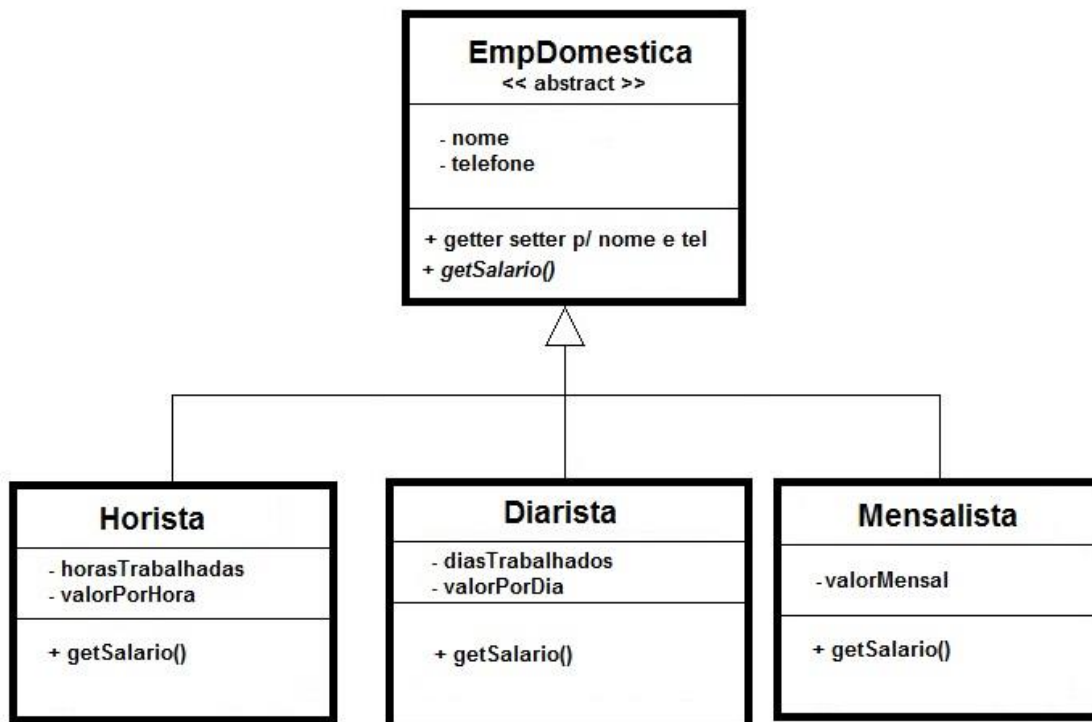 EmpDomestica
<< abstract >>
- nome
- telefone
+ getter setter p/ nome e tel
+ getSalario()
Horista
- horasTrabalhadas
- valorPorHora
+ getSalario()
Diarista
- diasTrabalhados
- valorPorDia
+ getSalario()
Mensalista
- valorMensal
+ getSalario()